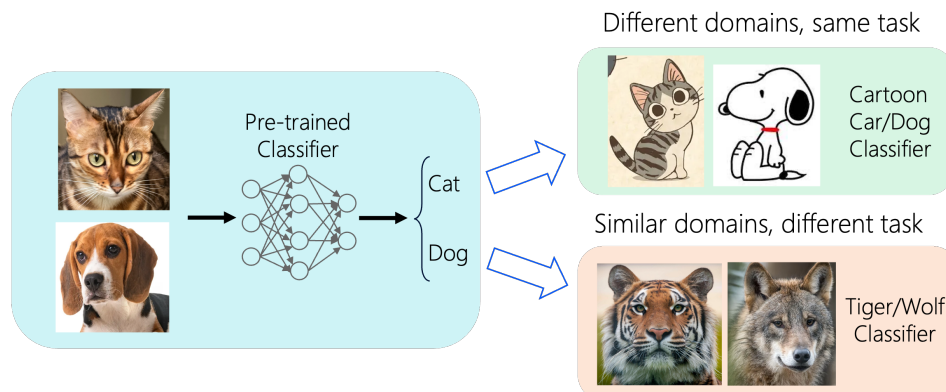 Different domains, same task
Pre-trained
Classifier
Cat
Dog
Cartoon
Car/Dog
Classifier
Similar domains, different task
Tiger/Wolf
Classifier